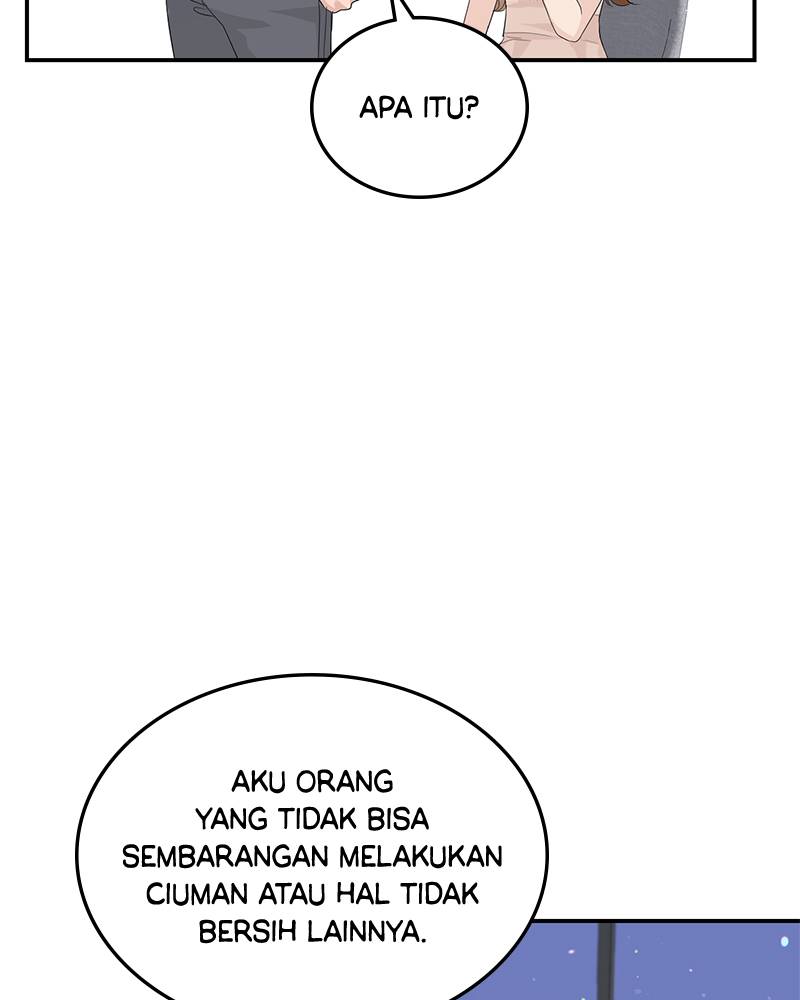 APA ITU?
AKU ORANG
YANG TIDAK BISA
SEMBARANGAN MELAKUKAN
CIUMAN ATAU HAL TIDAK
BERSIH LAINNYA.